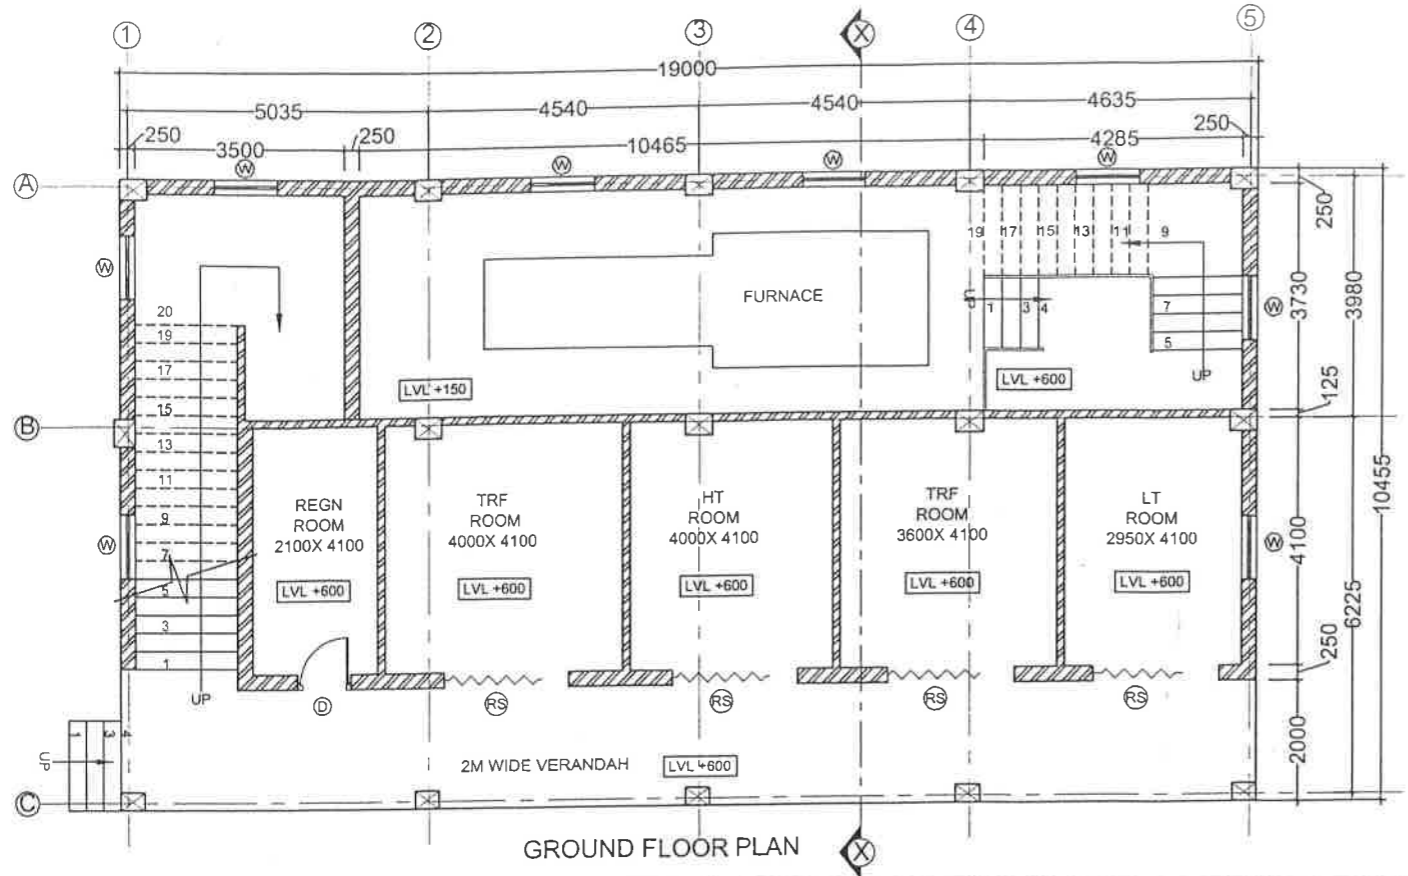 1 2 3 X 4 5
19000
5035 4540 4540 4635
250 3500 250 10465 4285 250
W W W W
A
250
19 17 15 13 11 9
W
FURNACE
UP 1 3 4
7
5
W
3730 3980
UP
20
19
17
15
13
11
9
7
5
3
1
LVL +150
LVL +600
125
B
10455
REGN
ROOM
2100X 4100
TRF
ROOM
4000X 4100
HT
ROOM
4000X 4100
TRF
ROOM
3600X 4100
LT
ROOM
2950X 4100
W
W
4100
LVL +600 LVL +600 LVL +600 LVL +600 LVL +600
6225
250
UP
D RS RS RS RS
1 3 4
UP
2M WIDE VERANDAH LVL +600
2000
C
GROUND FLOOR PLAN X